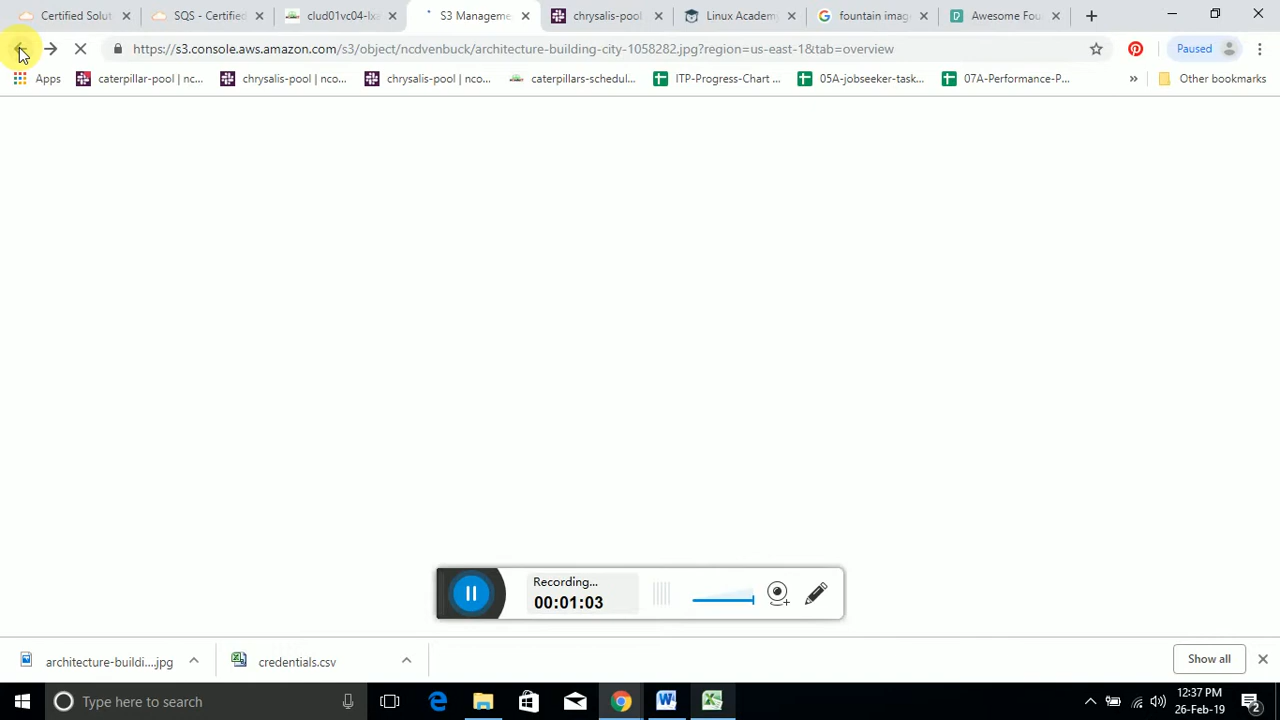 Certified Solut
SQS - Certified
clud01vc04-lxa
S3 Manageme
chrysalis-pool
Linux Academy
fountain imag
Awesome Fou
https://s3.console.aws.amazon.com/s3/object/ncdvenbuck/architecture-building-city-1058282.jpg?region=us-east-1&tab=overview
Paused
Apps
caterpillar-pool | nc...
chrysalis-pool | nco...
chrysalis-pool | nco...
caterpillars-schedul...
ITP-Progress-Chart ...
05A-jobseeker-task...
07A-Performance-P...
»
Other bookmarks
Recording...
00:01:03
architecture-buildi....jpg
credentials.csv
Show all
Type here to search
12:37 PM
26-Feb-19
2